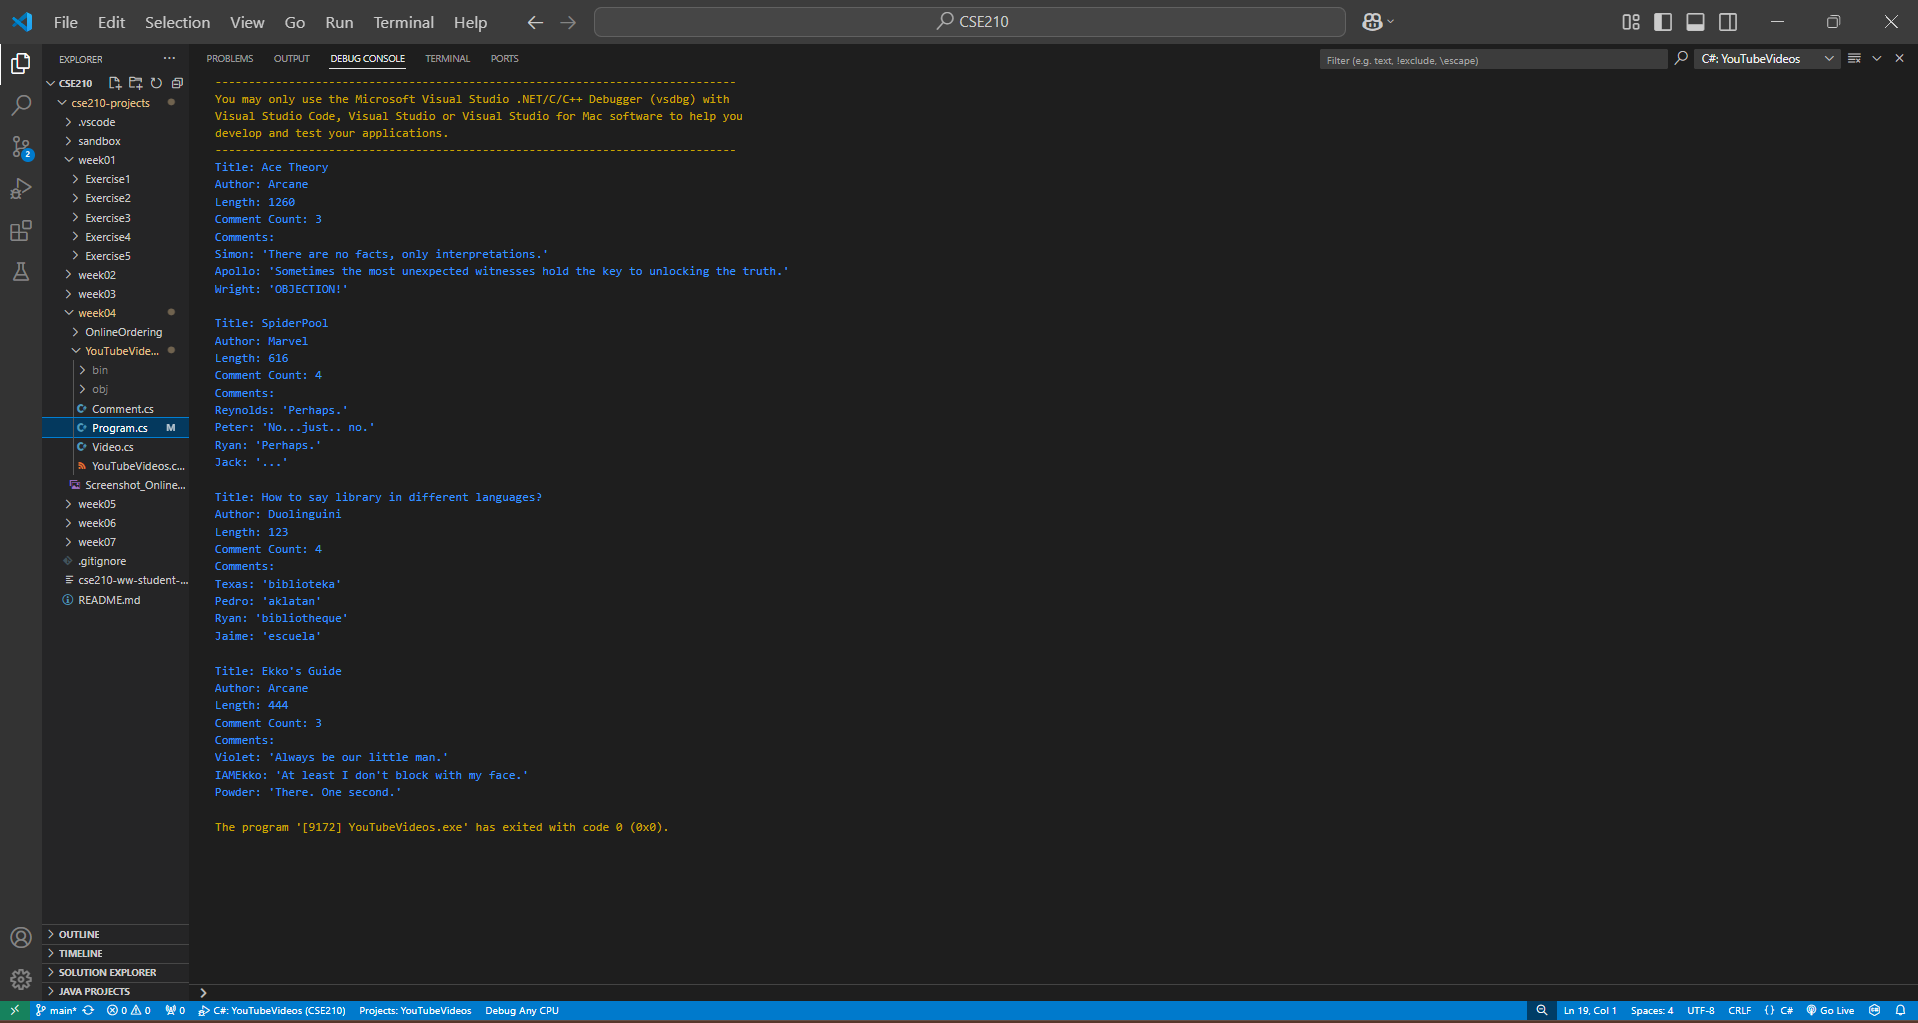 File Edit Selection View Go Run Terminal Help
CSE210
EXPLORER
CSE210
cse210-projects
.vscode
sandbox
week01
Exercise1
Exercise2
Exercise3
Exercise4
Exercise5
week02
week03
week04
OnlineOrdering
YouTubeVide...
bin
obj
Comment.cs
Program.cs M
Video.cs
YouTubeVideos.c...
Screenshot_Online...
week05
week06
week07
.gitignore
cse210-ww-student-...
README.md
OUTLINE
TIMELINE
SOLUTION EXPLORER
JAVA PROJECTS
2
PROBLEMS OUTPUT DEBUG CONSOLE TERMINAL PORTS
Filter (e.g. text, !exclude, \escape)
C#: YouTubeVideos
------------------------------------------------------------------------------
You may only use the Microsoft Visual Studio .NET/C/C++ Debugger (vsdbg) with
Visual Studio Code, Visual Studio or Visual Studio for Mac software to help you
develop and test your applications.
------------------------------------------------------------------------------
Title: Ace Theory
Author: Arcane
Length: 1260
Comment Count: 3
Comments:
Simon: 'There are no facts, only interpretations.'
Apollo: 'Sometimes the most unexpected witnesses hold the key to unlocking the truth.'
Wright: 'OBJECTION!'
Title: SpiderPool
Author: Marvel
Length: 616
Comment Count: 4
Comments:
Reynolds: 'Perhaps.'
Peter: 'No...just.. no.'
Ryan: 'Perhaps.'
Jack: '...'
Title: How to say library in different languages?
Author: Duolinguini
Length: 123
Comment Count: 4
Comments:
Texas: 'biblioteka'
Pedro: 'aklatan'
Ryan: 'bibliotheque'
Jaime: 'escuela'
Title: Ekko's Guide
Author: Arcane
Length: 444
Comment Count: 3
Comments:
Violet: 'Always be our little man.'
IAMEkko: 'At least I don't block with my face.'
Powder: 'There. One second.'
The program '[9172] YouTubeVideos.exe' has exited with code 0 (0x0).
main* 0 0 0 C#: YouTubeVideos (CSE210) Projects: YouTubeVideos Debug Any CPU Ln 19, Col 1 Spaces: 4 UTF-8 CRLF {} C# Go Live